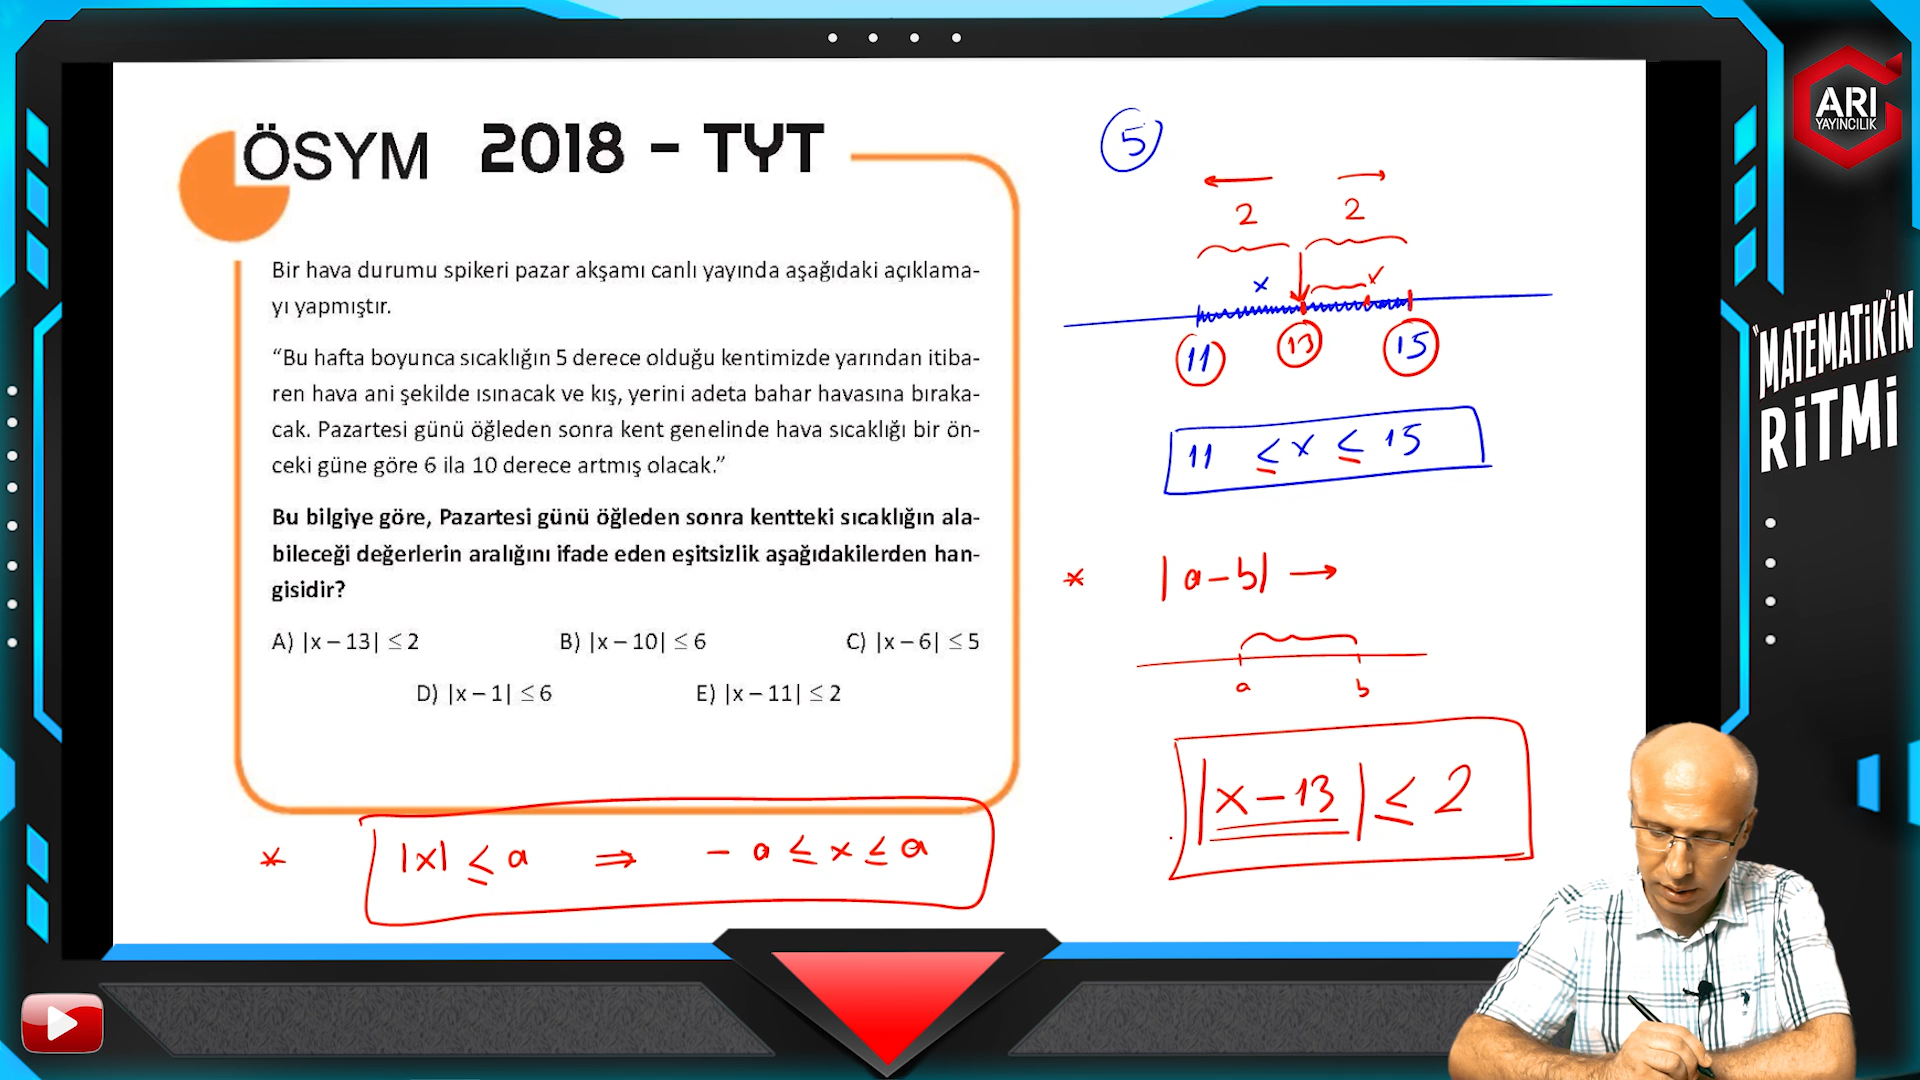 ÖSYM 2018 - TYT
Bir hava durumu spikeri pazar akşamı canlı yayında aşağıdaki açıklama-
yı yapmıştır.
“Bu hafta boyunca sıcaklığın 5 derece olduğu kentimizde yarından itiba-
ren hava ani şekilde ısınacak ve kış, yerini adeta bahar havasına bıraka-
cak. Pazartesi günü öğleden sonra kent genelinde hava sıcaklığı bir ön-
ceki güne göre 6 ila 10 derece artmış olacak.”
Bu bilgiye göre, Pazartesi günü öğleden sonra kentteki sıcaklığın ala-
bileceği değerlerin aralığını ifade eden eşitsizlik aşağıdakilerden han-
gisidir?
A) |x – 13| ≤ 2 B) |x – 10| ≤ 6 C) |x – 6| ≤ 5
D) |x – 1| ≤ 6 E) |x – 11| ≤ 2
* |x| ≤ a ⇒ - a ≤ x ≤ a
5
← →
2 2
x x
11 13 15
11 ≤ x ≤ 15
* |a-b| →
a b
|x-13| ≤ 2
ARI
YAYINCILIK
"MATEMATİK"İN
RİTMİ